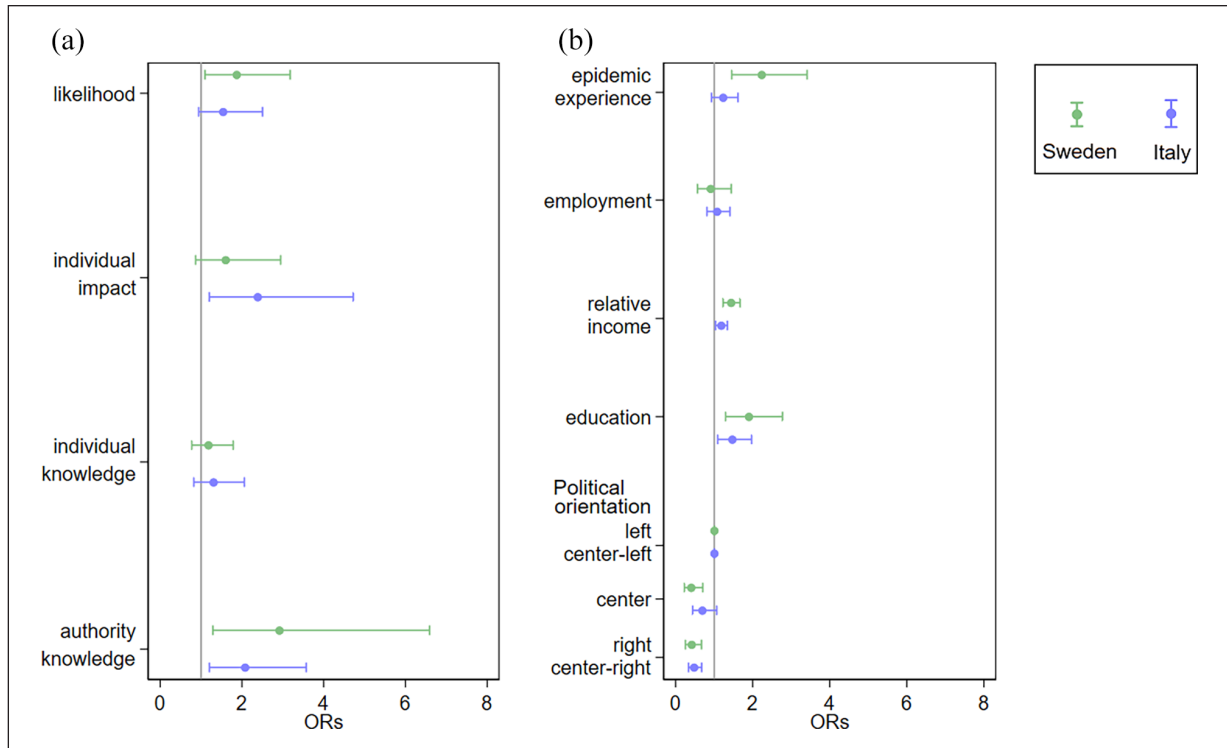 (a)
likelihood
individual
impact
individual
knowledge
authority
knowledge
0 2 4 6 8
ORs
(b)
epidemic
experience
employment
relative
income
education
Political
orientation
left
center-left
center
right
center-right
0 2 4 6 8
ORs
Sweden Italy